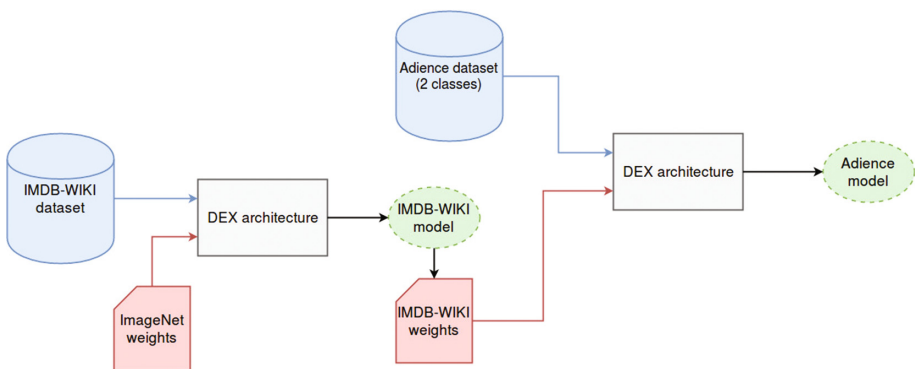 Adience dataset
(2 classes)
IMDB-WIKI
dataset
DEX architecture
ImageNet
weights
IMDB-WIKI
model
IMDB-WIKI
weights
DEX architecture
Adience
model